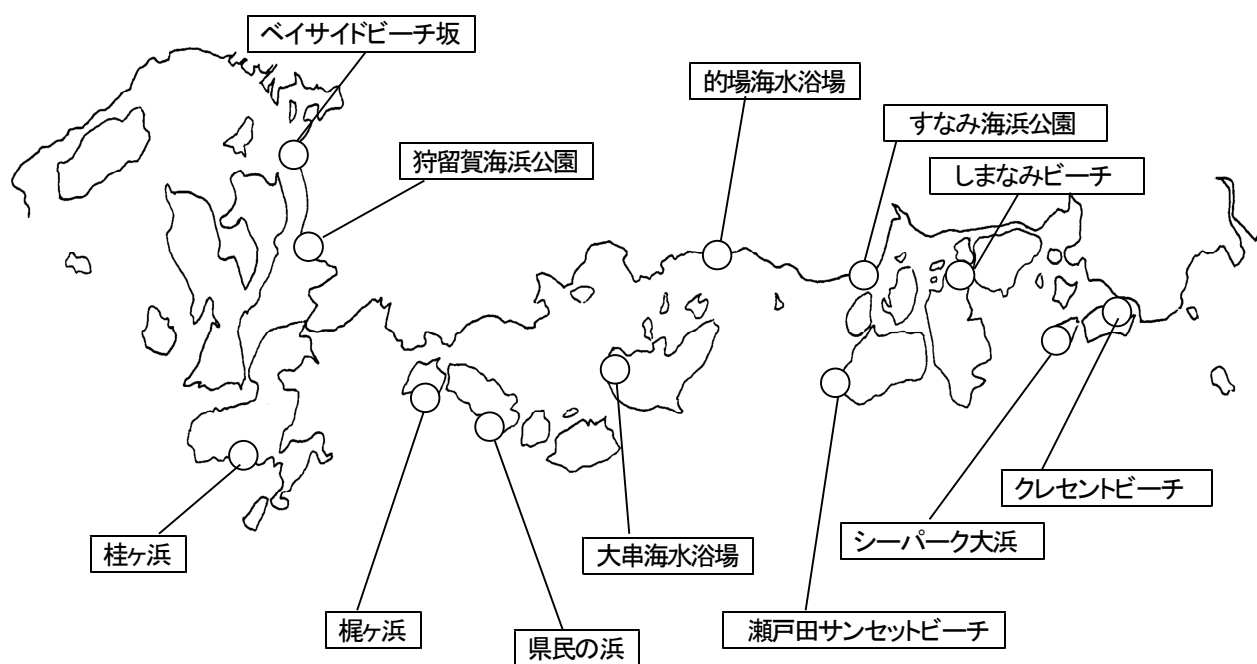 ベイサイドビーチ坂
的場海水浴場
すなみ海浜公園
狩留賀海浜公園
しまなみビーチ
クレセントビーチ
シーパーク大浜
桂ヶ浜
大串海水浴場
梶ヶ浜
県民の浜
瀬戸田サンセットビーチ